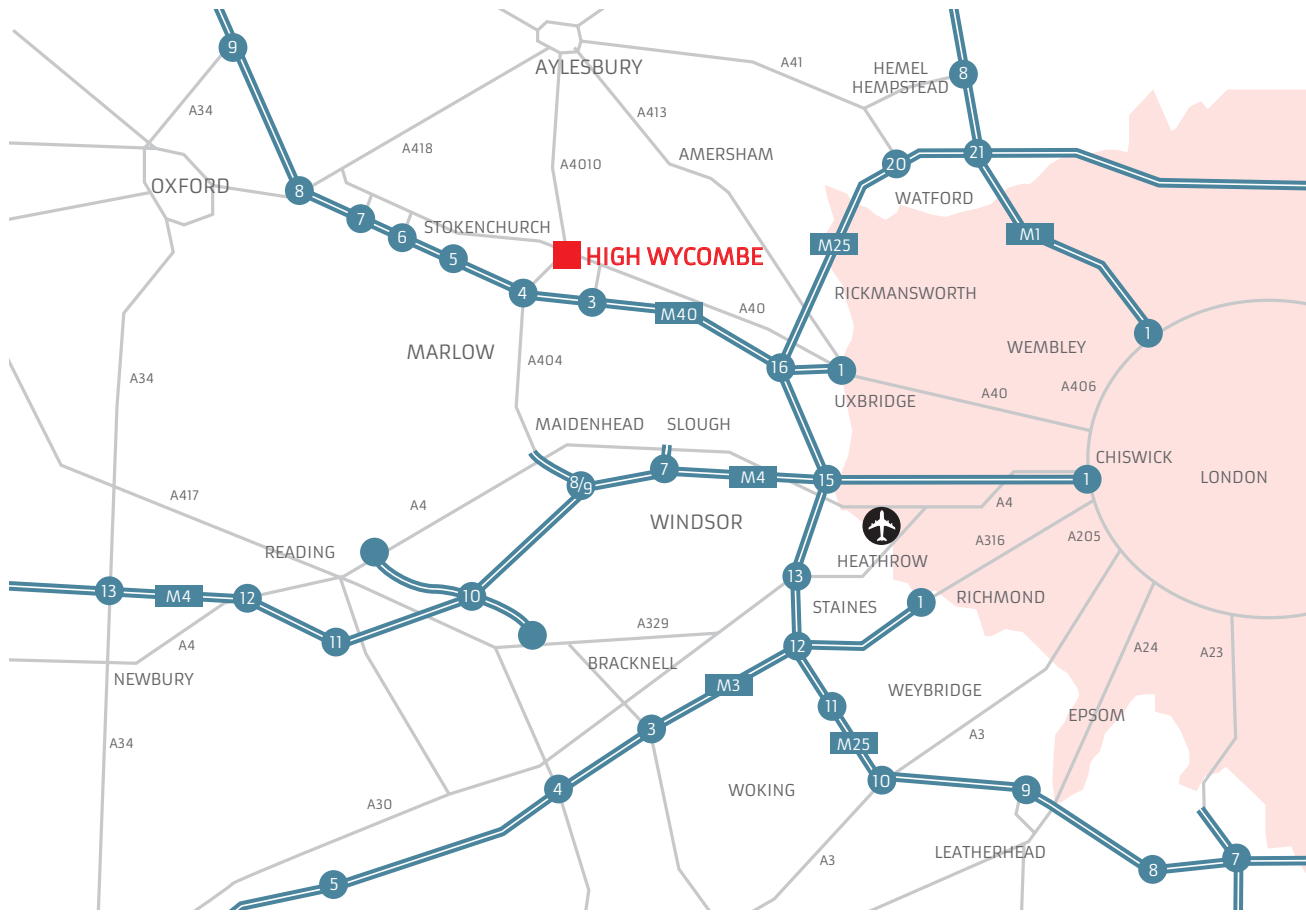 9
AYLESBURY
A41
HEMEL
HEMPSTEAD
8
A34
A413
A418
A4010
AMERSHAM
20
21
OXFORD
8
WATFORD
7
6
STOKENCHURCH
M25
M1
5
HIGH WYCOMBE
4
3
M40
A40
RICKMANSWORTH
1
MARLOW
A404
WEMBLEY
16
1
A34
A40
A406
UXBRIDGE
MAIDENHEAD
SLOUGH
CHISWICK
8/9
7
M4
15
1
LONDON
A417
A4
A4
WINDSOR
A316
A205
READING
HEATHROW
13
M4
12
10
13
STAINES
1
RICHMOND
11
A329
A4
12
NEWBURY
BRACKNELL
M3
WEYBRIDGE
A24
A23
11
EPSOM
3
A34
M25
A3
4
WOKING
10
9
A30
A3
LEATHERHEAD
7
5
8